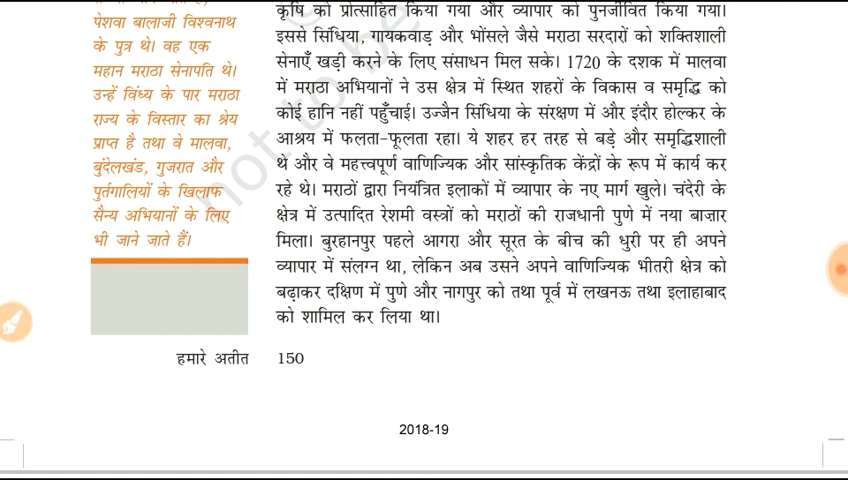 पेशवा बालाजी विश्वनाथ
के पुत्र थे। वह एक
महान मराठा सेनापति थे।
उन्हें विंध्य के पार मराठा
राज्य के विस्तार का श्रेय
प्राप्त है तथा वे मालवा,
बुंदेलखंड, गुजरात और
पुर्तगालियों के खिलाफ
सैन्य अभियानों के लिए
भी जाने जाते हैं।
कृषि को प्रोत्साहित किया गया और व्यापार को पुनर्जीवित किया गया।
इससे सिंधिया, गायकवाड़ और भोंसले जैसे मराठा सरदारों को शक्तिशाली
सेनाएँ खड़ी करने के लिए संसाधन मिल सके। 1720 के दशक में मालवा
में मराठा अभियानों ने उस क्षेत्र में स्थित शहरों के विकास व समृद्धि को
कोई हानि नहीं पहुँचाई। उज्जैन सिंधिया के संरक्षण में और इंदौर होल्कर के
आश्रय में फलता-फूलता रहा। ये शहर हर तरह से बड़े और समृद्धिशाली
थे और वे महत्त्वपूर्ण वाणिज्यिक और सांस्कृतिक केंद्रों के रूप में कार्य कर
रहे थे। मराठों द्वारा नियंत्रित इलाकों में व्यापार के नए मार्ग खुले। चंदेरी के
क्षेत्र में उत्पादित रेशमी वस्त्रों को मराठों की राजधानी पुणे में नया बाज़ार
मिला। बुरहानपुर पहले आगरा और सूरत के बीच की धुरी पर ही अपने
व्यापार में संलग्न था, लेकिन अब उसने अपने वाणिज्यिक भीतरी क्षेत्र को
बढ़ाकर दक्षिण में पुणे और नागपुर को तथा पूर्व में लखनऊ तथा इलाहाबाद
को शामिल कर लिया था।
not to be
हमारे अतीत 150
2018-19